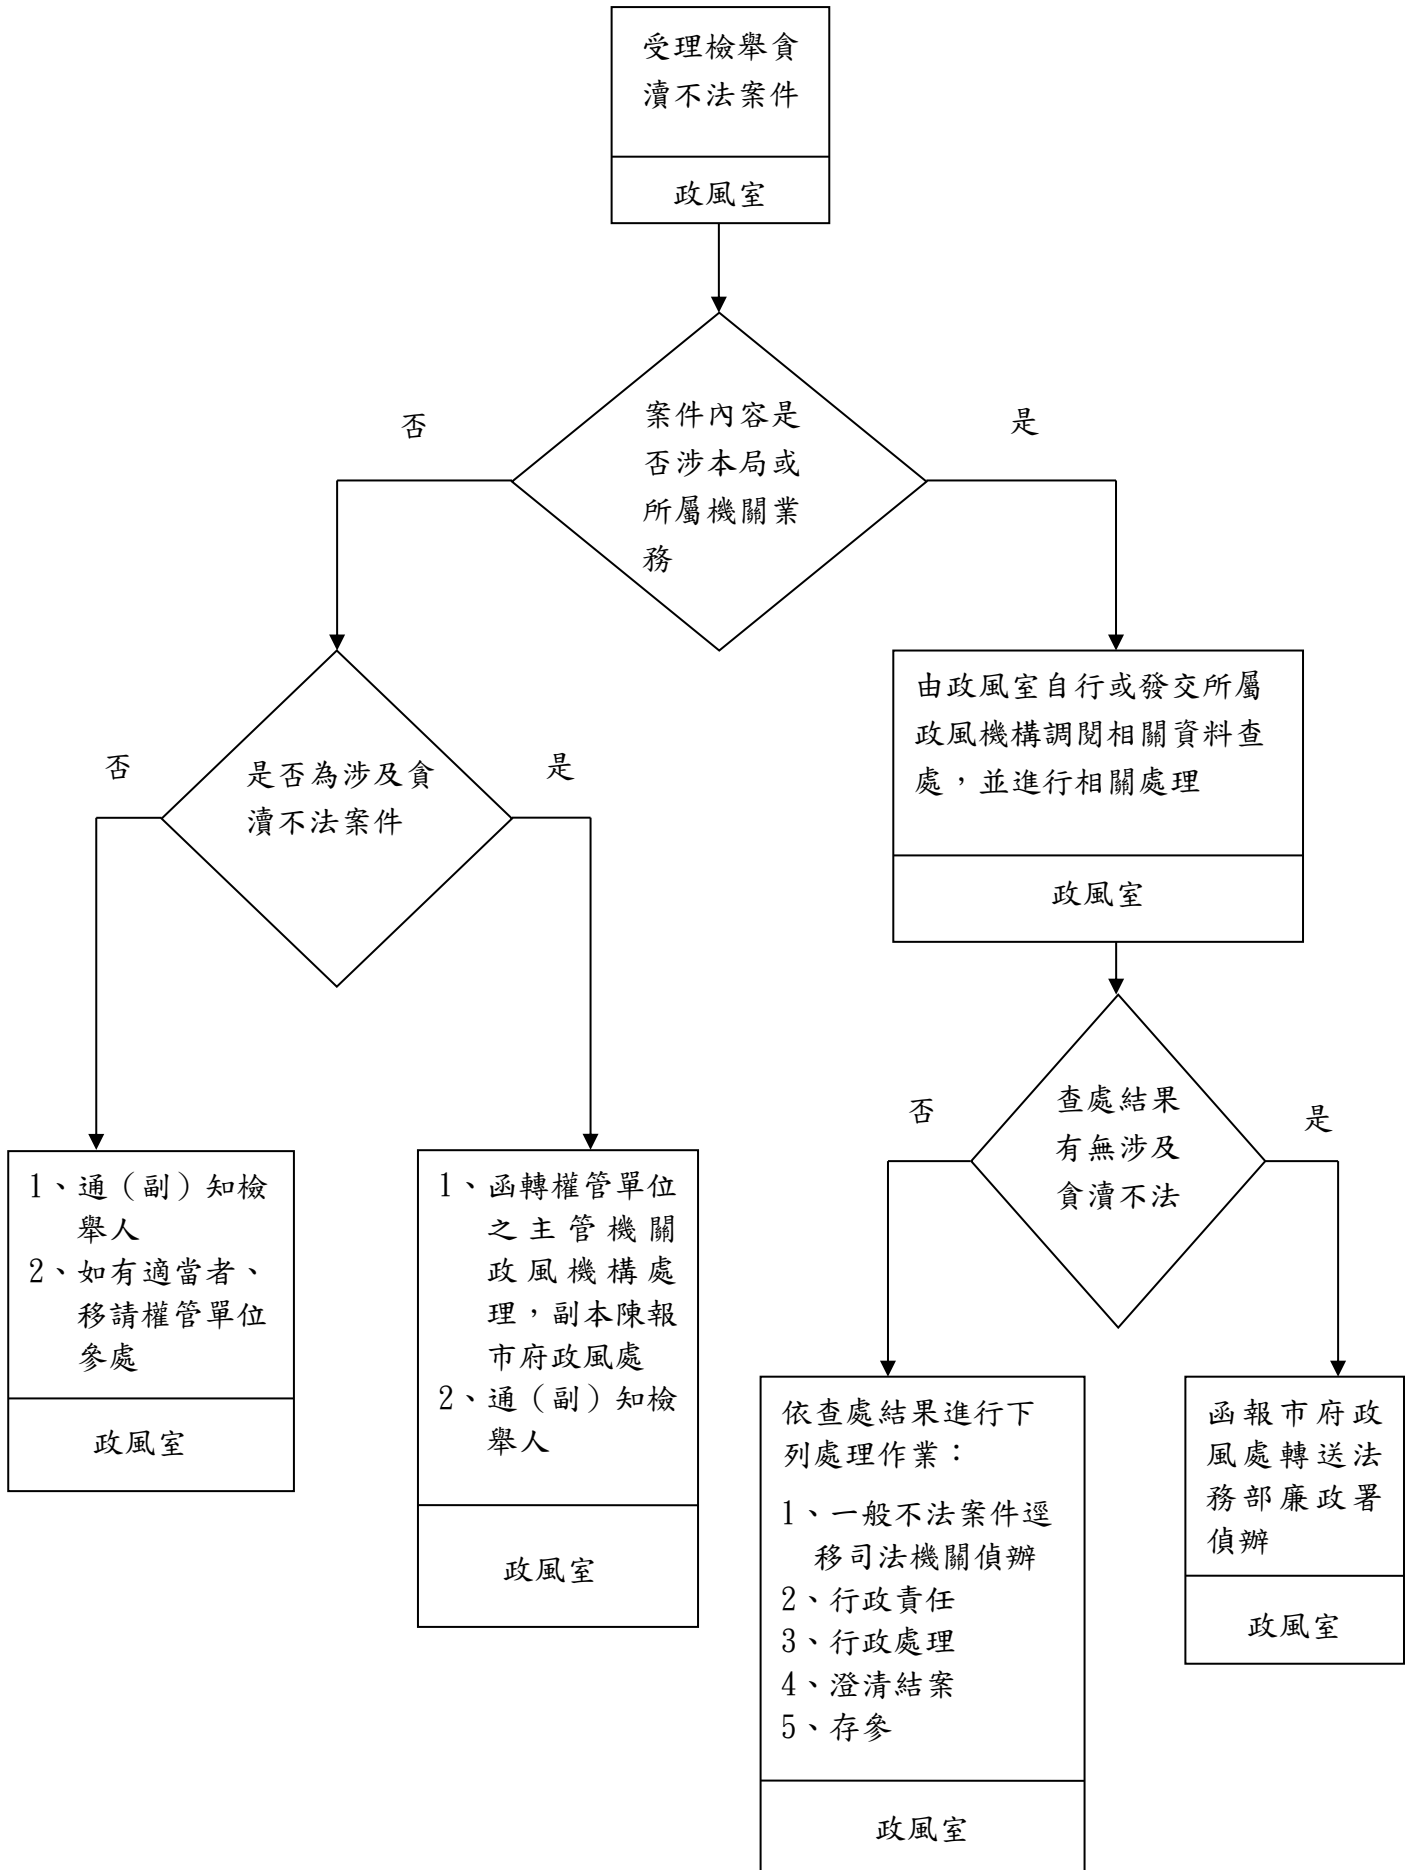 受理檢舉貪
瀆不法案件
政風室
案件內容是
否涉本局或
所屬機關業
務
否
是
由政風室自行或發交所屬
政風機構調閱相關資料查
處，並進行相關處理
政風室
是否為涉及貪
瀆不法案件
否
是
查處結果
有無涉及
貪瀆不法
否
是
1、通（副）知檢
舉人
2、如有適當者、
移請權管單位
參處
政風室
1、函轉權管單位
之主管機關
政風機構處
理，副本陳報
市府政風處
2、通（副）知檢
舉人
政風室
依查處結果進行下
列處理作業：
1、一般不法案件逕
移司法機關偵辦
2、行政責任
3、行政處理
4、澄清結案
5、存參
政風室
函報市府政
風處轉送法
務部廉政署
偵辦
政風室